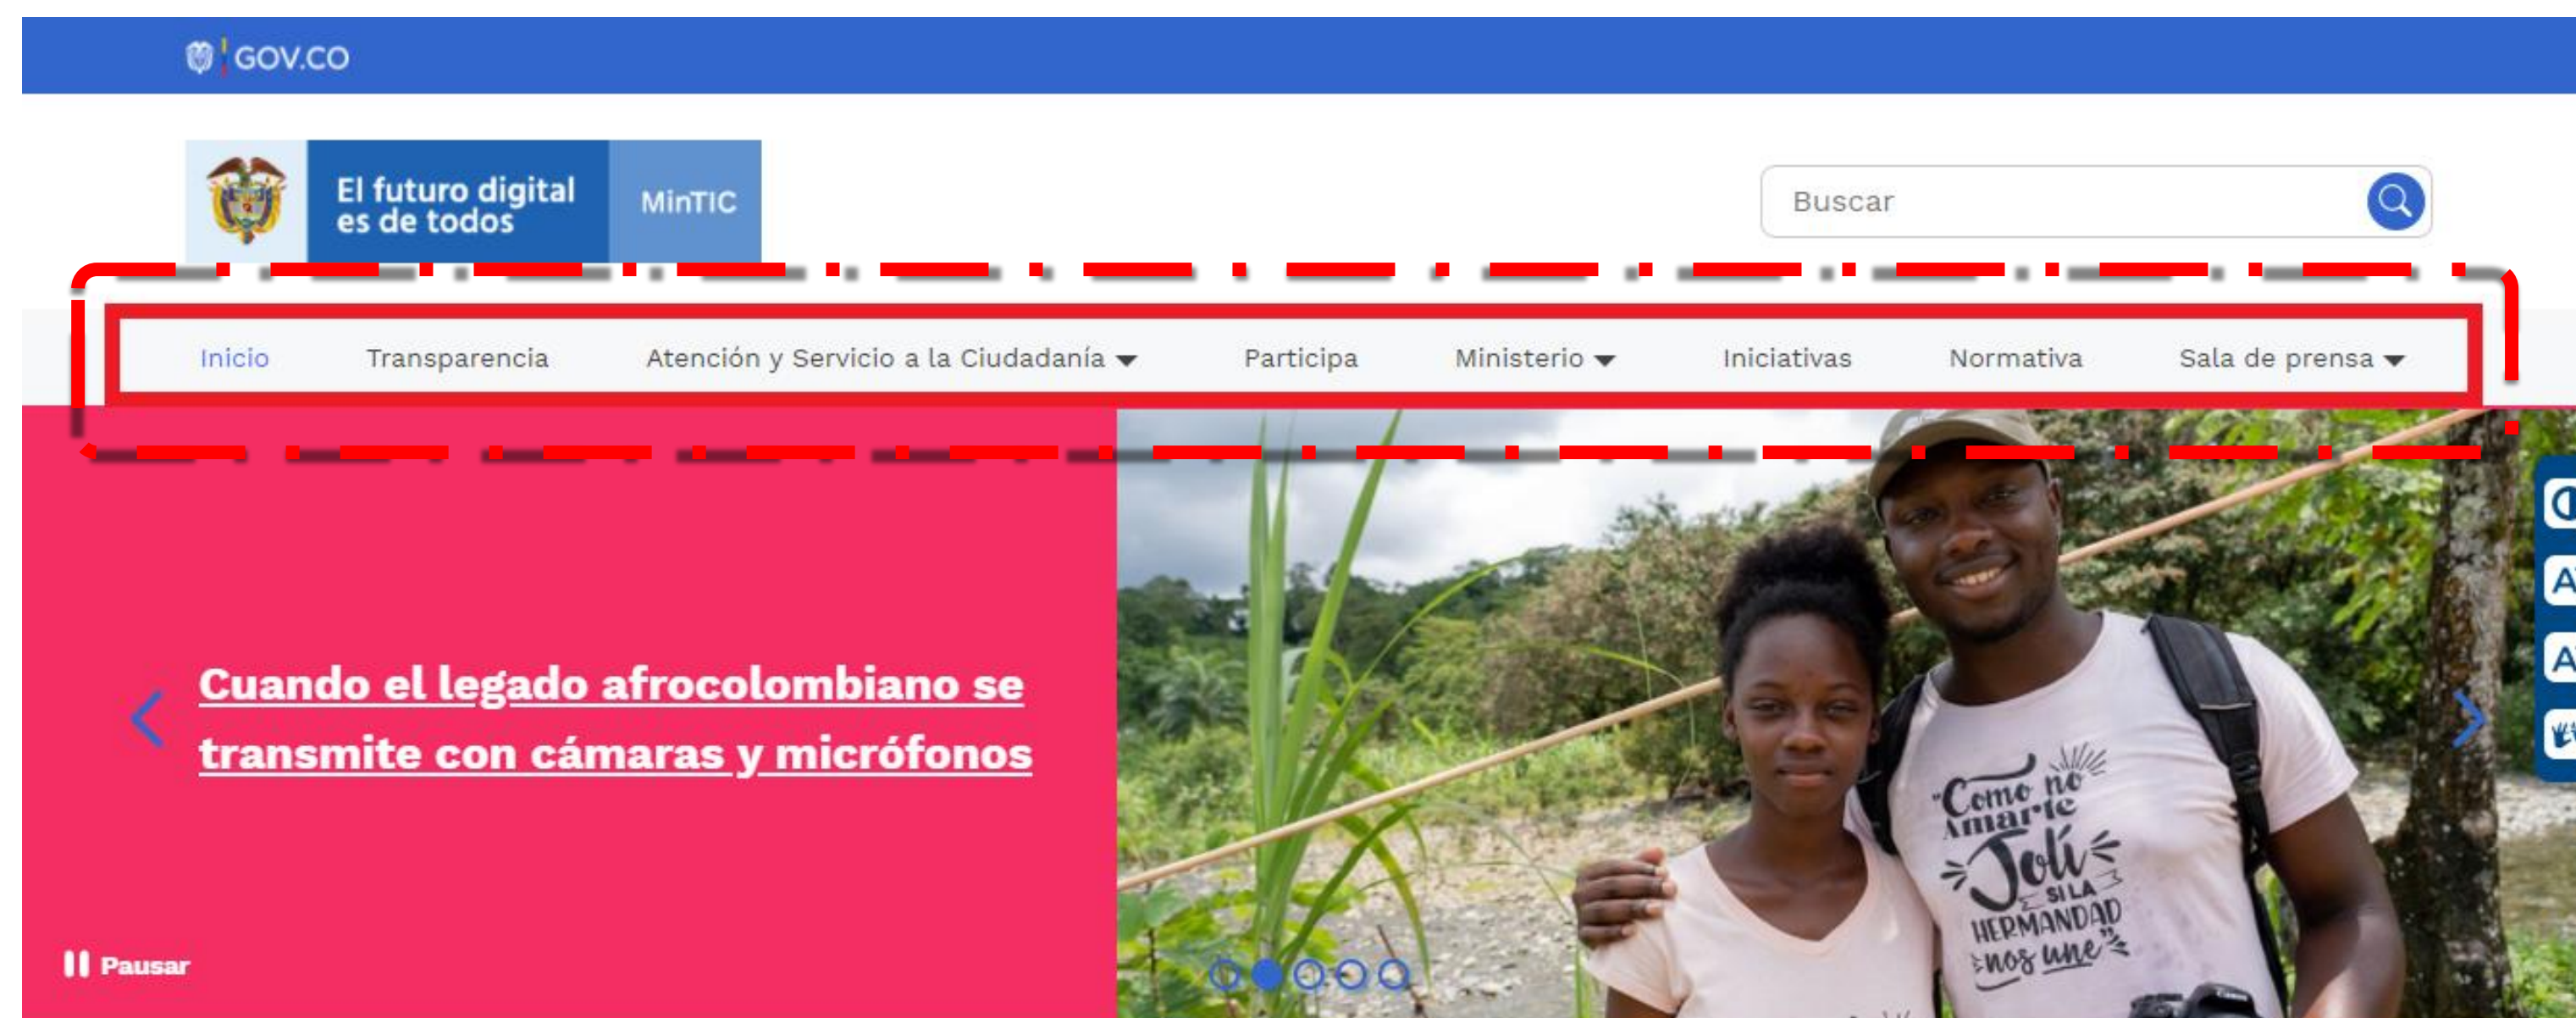 GOV.CO
El futuro digital
es de todos
MinTIC
Buscar
Inicio Transparencia Atención y Servicio a la Ciudadanía Participa Ministerio Iniciativas Normativa Sala de prensa
Cuando el legado afrocolombiano se
transmite con cámaras y micrófonos
"Como no
Amarte
Jolí
SI LA
HERMANDAD
nos une"
Canon
Pausar